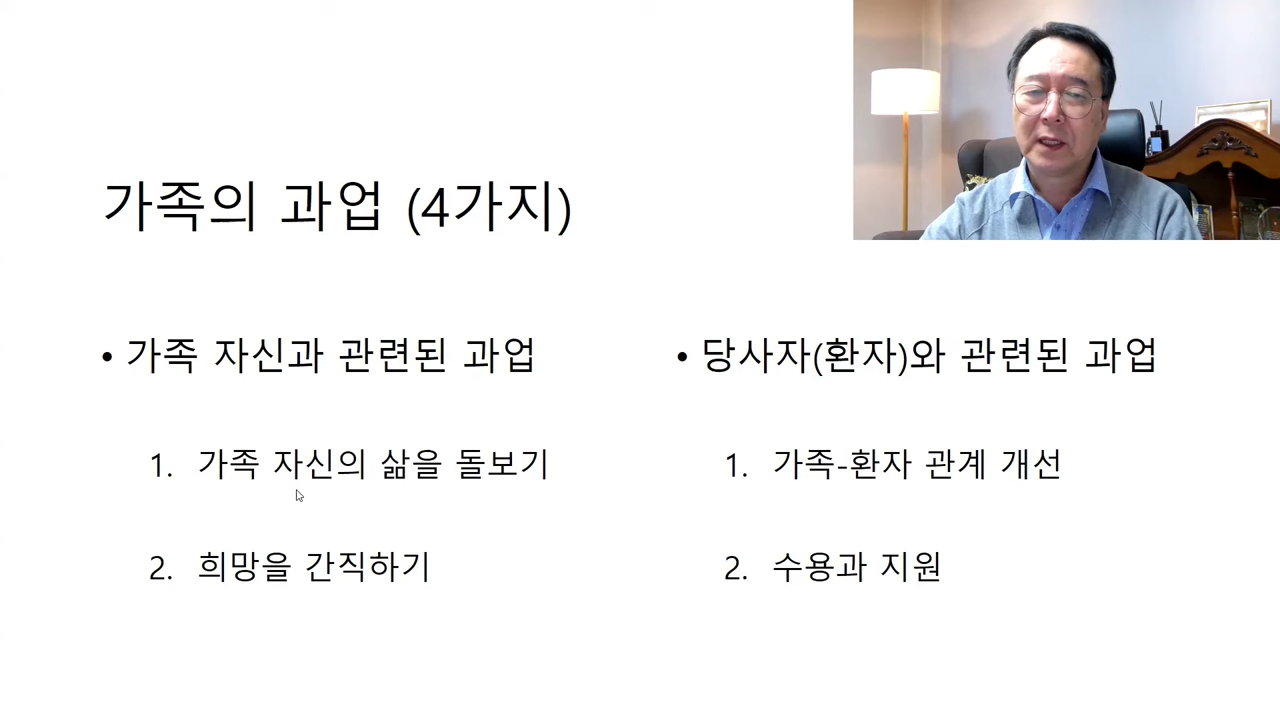 가족의 과업 (4가지)
• 가족 자신과 관련된 과업
1. 가족 자신의 삶을 돌보기
2. 희망을 간직하기
• 당사자(환자)와 관련된 과업
1. 가족-환자 관계 개선
2. 수용과 지원